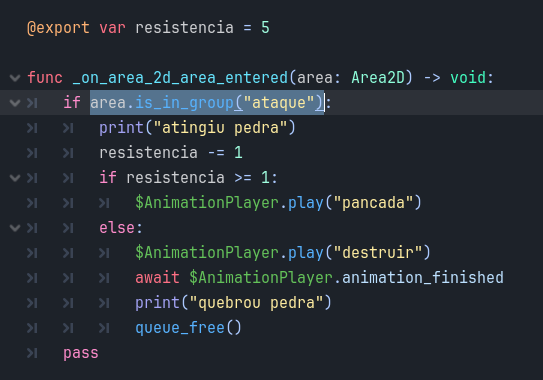 @export var resistencia = 5
func _on_area_2d_area_entered(area: Area2D) -> void:
if area.is_in_group("ataque"):
print("atingiu pedra")
resistencia -= 1
if resistencia >= 1:
$AnimationPlayer.play("pancada")
else:
$AnimationPlayer.play("destruir")
await $AnimationPlayer.animation_finished
print("quebrou pedra")
queue_free()
pass